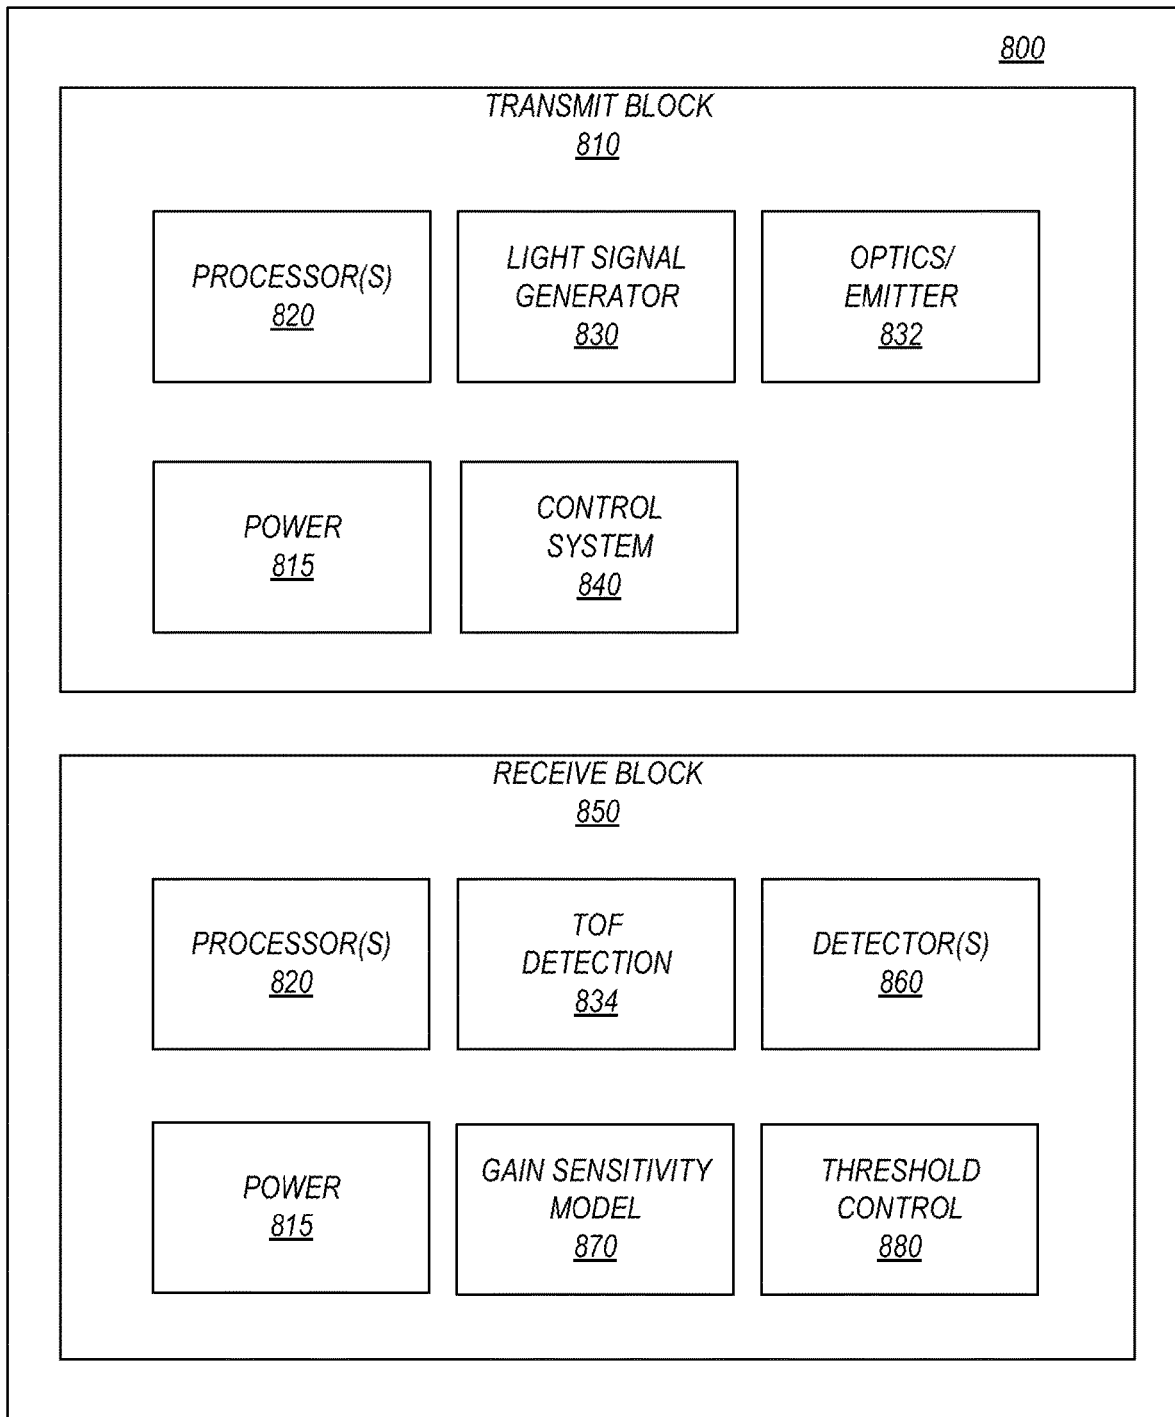 800
TRANSMIT BLOCK
810
PROCESSOR(S)
820
LIGHT SIGNAL
GENERATOR
830
OPTICS/
EMITTER
832
POWER
815
CONTROL
SYSTEM
840
RECEIVE BLOCK
850
PROCESSOR(S)
820
TOF
DETECTION
834
DETECTOR(S)
860
POWER
815
GAIN SENSITIVITY
MODEL
870
THRESHOLD
CONTROL
880